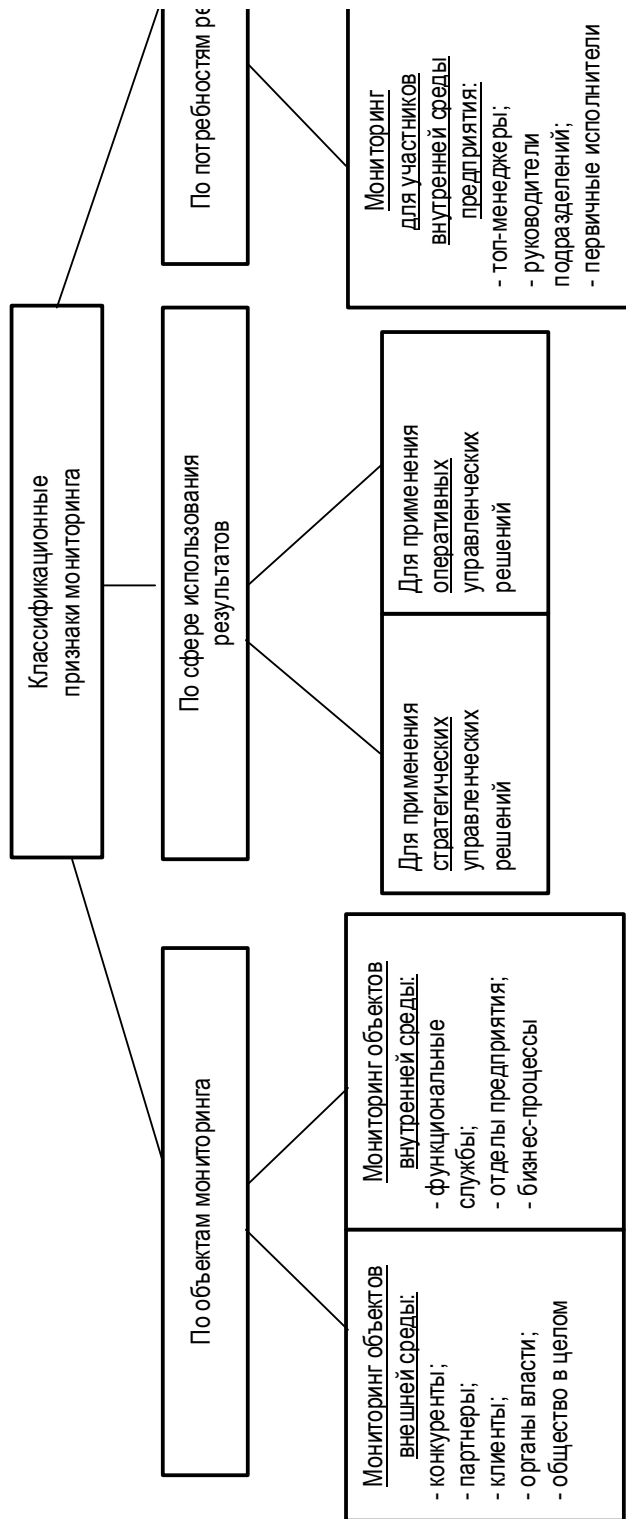 Классификационные
признаки мониторинга
По объектам мониторинга
По сфере использования
результатов
По потребностям
Мониторинг объектов
внешней среды:
- конкуренты;
- партнеры;
- клиенты;
- органы власти;
- общество в целом
Мониторинг объектов
внутренней среды:
- функциональные
службы;
- отделы предприятия;
- бизнес-процессы
Для применения
стратегических
управленческих
решений
Для применения
оперативных
управленческих
решений
Мониторинг
для участников
внутренней среды
предприятия:
- топ-менеджеры;
- руководители
подразделений;
- первичные исполнители